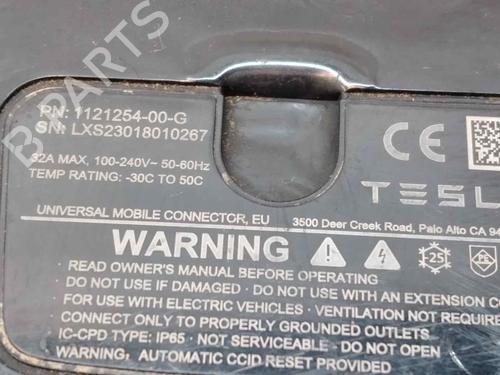 B PARTS
PN: 1121254-00-G
SN: LXS23018010267
32A MAX, 100-240V~ 50-60Hz
TEMP RATING: -30C TO 50C
TESL
UNIVERSAL MOBILE CONNECTOR, EU
3500 Deer Creek Road, Palo Alto CA 94
WARNING
25
READ OWNER'S MANUAL BEFORE OPERATING
DO NOT USE IF DAMAGED · DO NOT USE WITH AN EXTENSION C
FOR USE WITH ELECTRIC VEHICLES · VENTILATION NOT REQUIRE
CONNECT ONLY TO PROPERLY GROUNDED OUTLETS
IC-CPD TYPE: IP65 · NOT SERVICEABLE · DO NOT OPEN
WARNING, AUTOMATIC CCID RESET PROVIDED